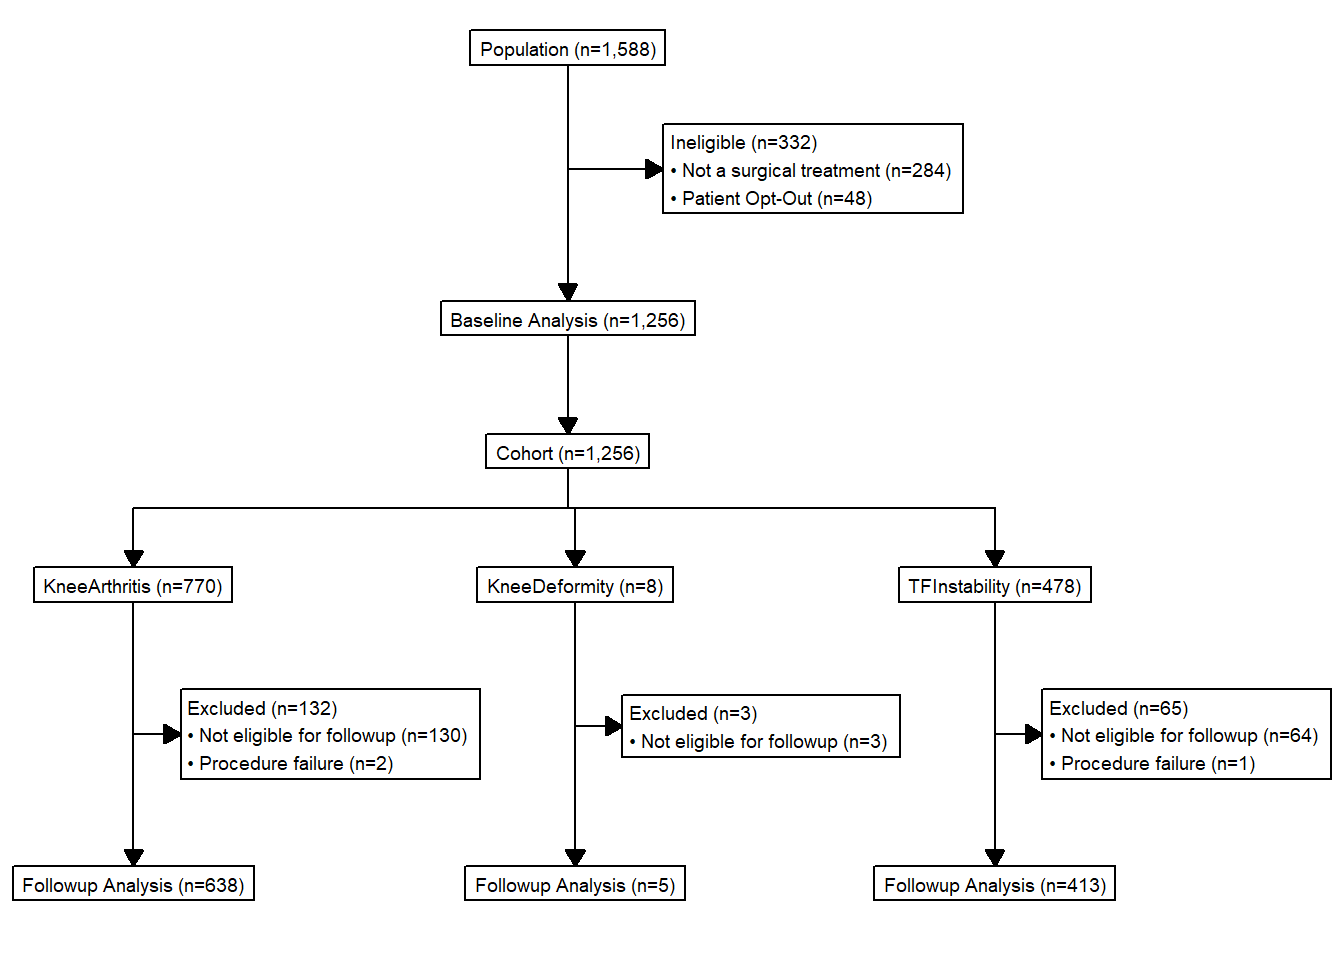 Population (n=1,588)
Ineligible (n=332)
• Not a surgical treatment (n=284)
• Patient Opt-Out (n=48)
Baseline Analysis (n=1,256)
Cohort (n=1,256)
KneeArthritis (n=770)
KneeDeformity (n=8)
TFInstability (n=478)
Excluded (n=132)
• Not eligible for followup (n=130)
• Procedure failure (n=2)
Excluded (n=3)
• Not eligible for followup (n=3)
Excluded (n=65)
• Not eligible for followup (n=64)
• Procedure failure (n=1)
Followup Analysis (n=638)
Followup Analysis (n=5)
Followup Analysis (n=413)